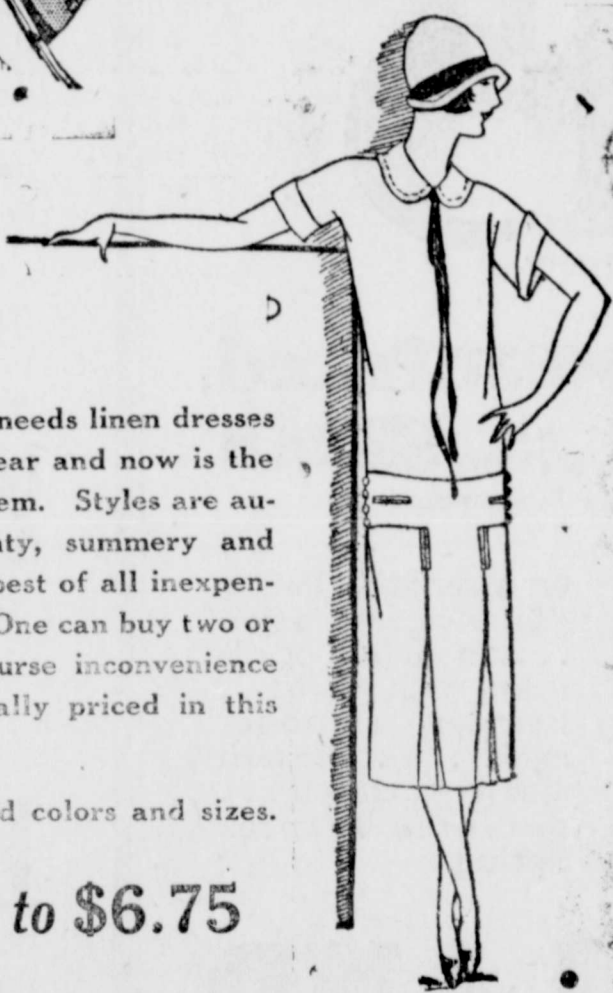 needs linen dresses
ear and now is the
em. Styles are au-
ty, summery and
best of all inexpen-
One can buy two or
urse inconvenience
ally priced in this
d colors and sizes.
to $6.75